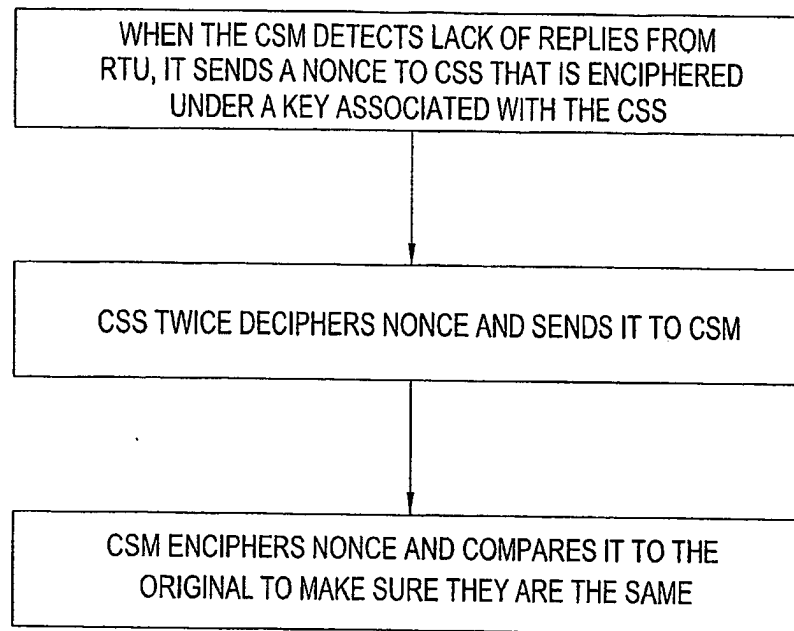 WHEN THE CSM DETECTS LACK OF REPLIES FROM
RTU, IT SENDS A NONCE TO CSS THAT IS ENCIPHERED
UNDER A KEY ASSOCIATED WITH THE CSS
CSS TWICE DECIPHERS NONCE AND SENDS IT TO CSM
CSM ENCIPHERS NONCE AND COMPARES IT TO THE
ORIGINAL TO MAKE SURE THEY ARE THE SAME